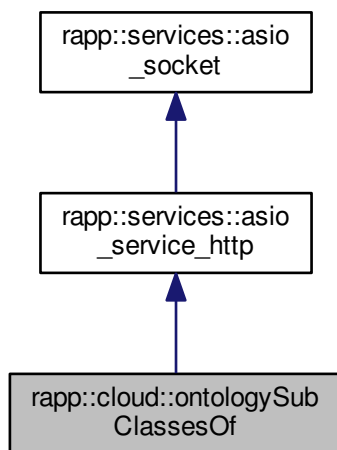 rapp::services::asio
_socket
rapp::services::asio
_service_http
rapp::cloud::ontologySub
ClassesOf